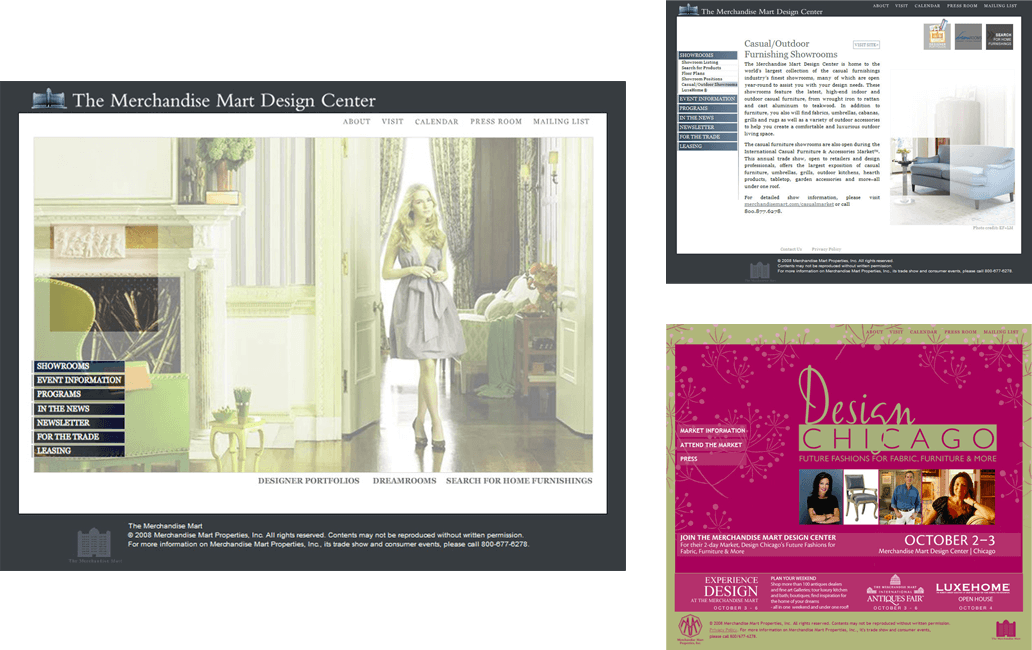 The Merchandise Mart Design Center
ABOUT VISIT CALENDAR PRESS ROOM MAILING LIST
SHOWROOMS
EVENT INFORMATION
PROGRAMS
IN THE NEWS
NEWSLETTER
FOR THE TRADE
LEASING
DESIGNER PORTFOLIOS DREAMROOMS SEARCH FOR HOME FURNISHINGS
The Merchandise Mart
© 2008 Merchandise Mart Properties, Inc. All rights reserved. Contents may not be reproduced without written permission.
For more information on Merchandise Mart Properties, Inc., its trade show and consumer events, please call 800-677-6278.
The Merchandise Mart
ABOUT VISIT CALENDAR PRESS ROOM MAILING LIST
The Merchandise Mart Design Center
SEARCH
FOR HOME
FURNISHINGS
Casual/Outdoor
Furnishing Showrooms
VISIT SITE
SHOWROOMS
Showroom Listing
Search for Products
Floor Plans
Showroom Positions
Casual/Outdoor Showrooms
LuxeHome®
EVENT INFORMATION
PROGRAMS
IN THE NEWS
NEWSLETTER
FOR THE TRADE
LEASING
The Merchandise Mart Design Center is home to the
world's largest collection of the casual furnishings
industry's finest showrooms, many of which are open
year-round to assist you with your design needs. These
showrooms feature the latest, high-end indoor and
outdoor casual furniture, from wrought iron to rattan
and cast aluminum to teakwood. In addition to
furniture, you also will find fabrics, umbrellas, cabanas,
grills and rugs as well as a variety of outdoor accessories
to help you create a comfortable and luxurious outdoor
living space.
The casual furniture showrooms are also open during the
International Casual Furniture & Accessories Market™.
This annual trade show, open to retailers and design
professionals, offers the largest exposition of casual
furniture, umbrellas, grills, outdoor kitchens, hearth
products, tabletop, garden accessories and more–all
under one roof.
For detailed show information, please visit
merchandisemart.com/casualmarket or call
800.677.6278.
Contact Us Privacy Policy
© 2008 Merchandise Mart Properties, Inc. All rights reserved.
Contents may not be reproduced without written permission.
For more information on Merchandise Mart Properties, Inc., its trade show and consumer events, please call 800-677-6278.
ABOUT VISIT CALENDAR PRESS ROOM MAILING LIST
Design
CHICAGO
FUTURE FASHIONS FOR FABRIC, FURNITURE & MORE
MARKET INFORMATION
ATTEND THE MARKET
PRESS
JOIN THE MERCHANDISE MART DESIGN CENTER
For their 2-day Market, Design Chicago's Future Fashions for
Fabric, Furniture & More
OCTOBER 2–3
Merchandise Mart Design Center | Chicago
EXPERIENCE
DESIGN
AT THE MERCHANDISE MART
OCTOBER 3 - 6
PLAN YOUR WEEKEND
Shop more than 100 antiques dealers
and fine art Galleries; tour luxury kitchen
and bath boutiques; find inspiration for
the home of your dreams
- all in one weekend and under one roof!
THE MERCHANDISE MART
INTERNATIONAL
ANTIQUES FAIR
OCTOBER 3 - 6
LUXEHOME
OPEN HOUSE
OCTOBER 4
© 2008 Merchandise Mart Properties, Inc. All rights reserved. Contents may not be reproduced without written permission.
Privacy Policy. For more information on Merchandise Mart Properties, Inc., it's trade show and consumer events,
please call 800/677-6278.